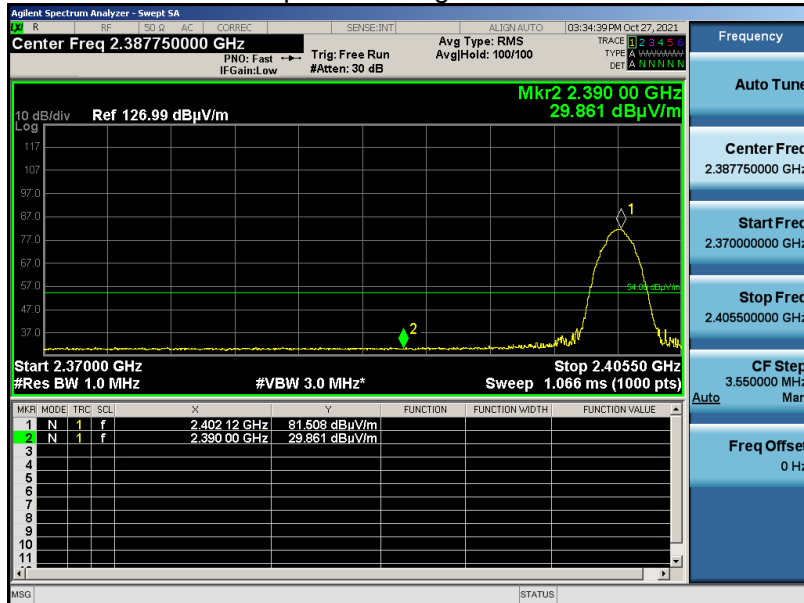 Agilent Spectrum Analyzer - Swept SA
LXI R RF 50 Ω AC CORREC SENSE:INT ALIGN AUTO 03:34:39 PM Oct 27, 2021
Center Freq 2.387750000 GHz
PNO: Fast
IFGain:Low
Trig: Free Run
#Atten: 30 dB
Avg Type: RMS
Avg|Hold: 100/100
TRACE 1 2 3 4 5 6
TYPE A
DET A N N N N N
Mkr2 2.390 00 GHz
29.861 dBµV/m
10 dB/div Ref 126.99 dBµV/m
Log
117
107
97.0
87.0
77.0
67.0
57.0
47.0
37.0
1
54.00 dBµV/m
2
Start 2.37000 GHz Stop 2.40550 GHz
#Res BW 1.0 MHz #VBW 3.0 MHz* Sweep 1.066 ms (1000 pts)
MKR MODE TRC SCL X Y FUNCTION FUNCTION WIDTH FUNCTION VALUE
1 N 1 f 2.402 12 GHz 81.508 dBµV/m
2 N 1 f 2.390 00 GHz 29.861 dBµV/m
3
4
5
6
7
8
9
10
11
MSG STATUS
Frequency
Auto Tune
Center Freq
2.387750000 GHz
Start Freq
2.370000000 GHz
Stop Freq
2.405500000 GHz
CF Step
3.550000 MHz
Auto Man
Freq Offset
0 Hz